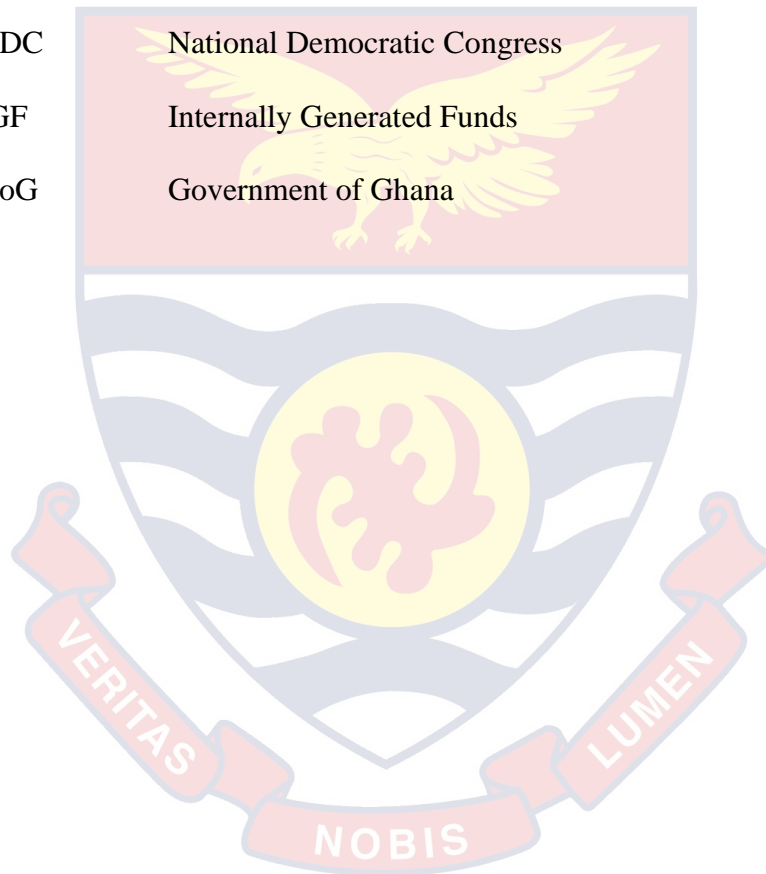 DC National Democratic Congress
GF Internally Generated Funds
oG Government of Ghana
VERITAS
NOBIS
LUMEN